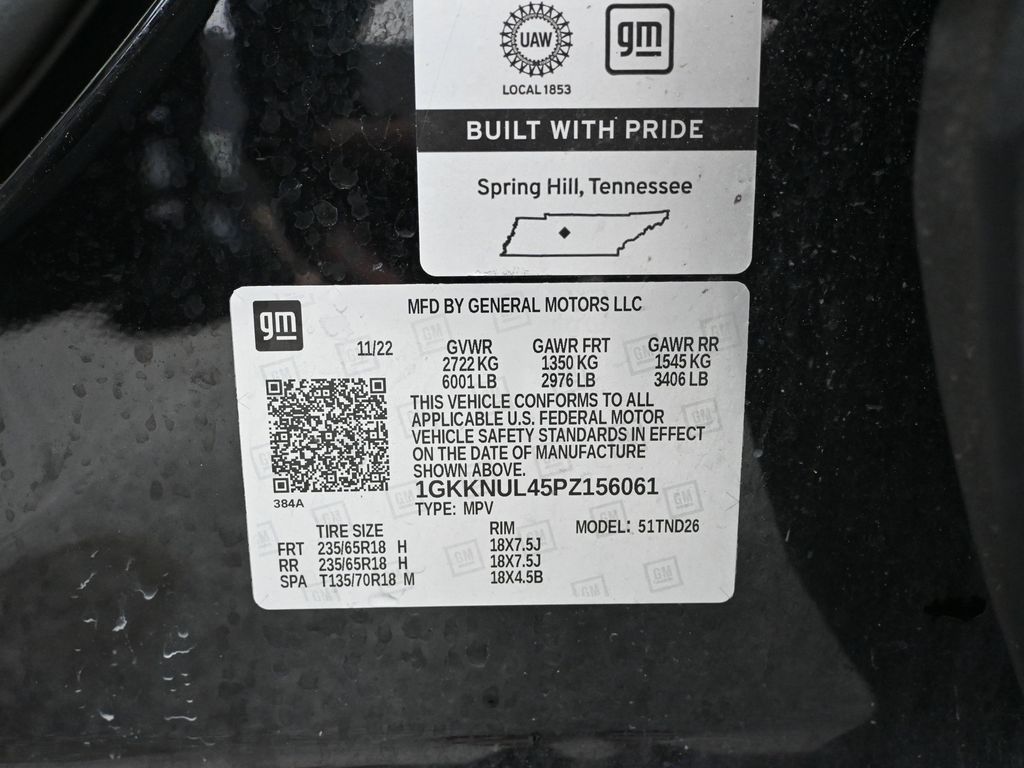 UAW
gm
LOCAL 1853
BUILT WITH PRIDE
Spring Hill, Tennessee
gm
MFD BY GENERAL MOTORS LLC
11/22
GVWR GAWR FRT GAWR RR
2722 KG 1350 KG 1545 KG
6001 LB 2976 LB 3406 LB
THIS VEHICLE CONFORMS TO ALL
APPLICABLE U.S. FEDERAL MOTOR
VEHICLE SAFETY STANDARDS IN EFFECT
ON THE DATE OF MANUFACTURE
SHOWN ABOVE.
1GKKNUL45PZ156061
384A
TYPE: MPV
TIRE SIZE RIM MODEL: 51TND26
FRT 235/65R18 H 18X7.5J
RR 235/65R18 H 18X7.5J
SPA T135/70R18 M 18X4.5B